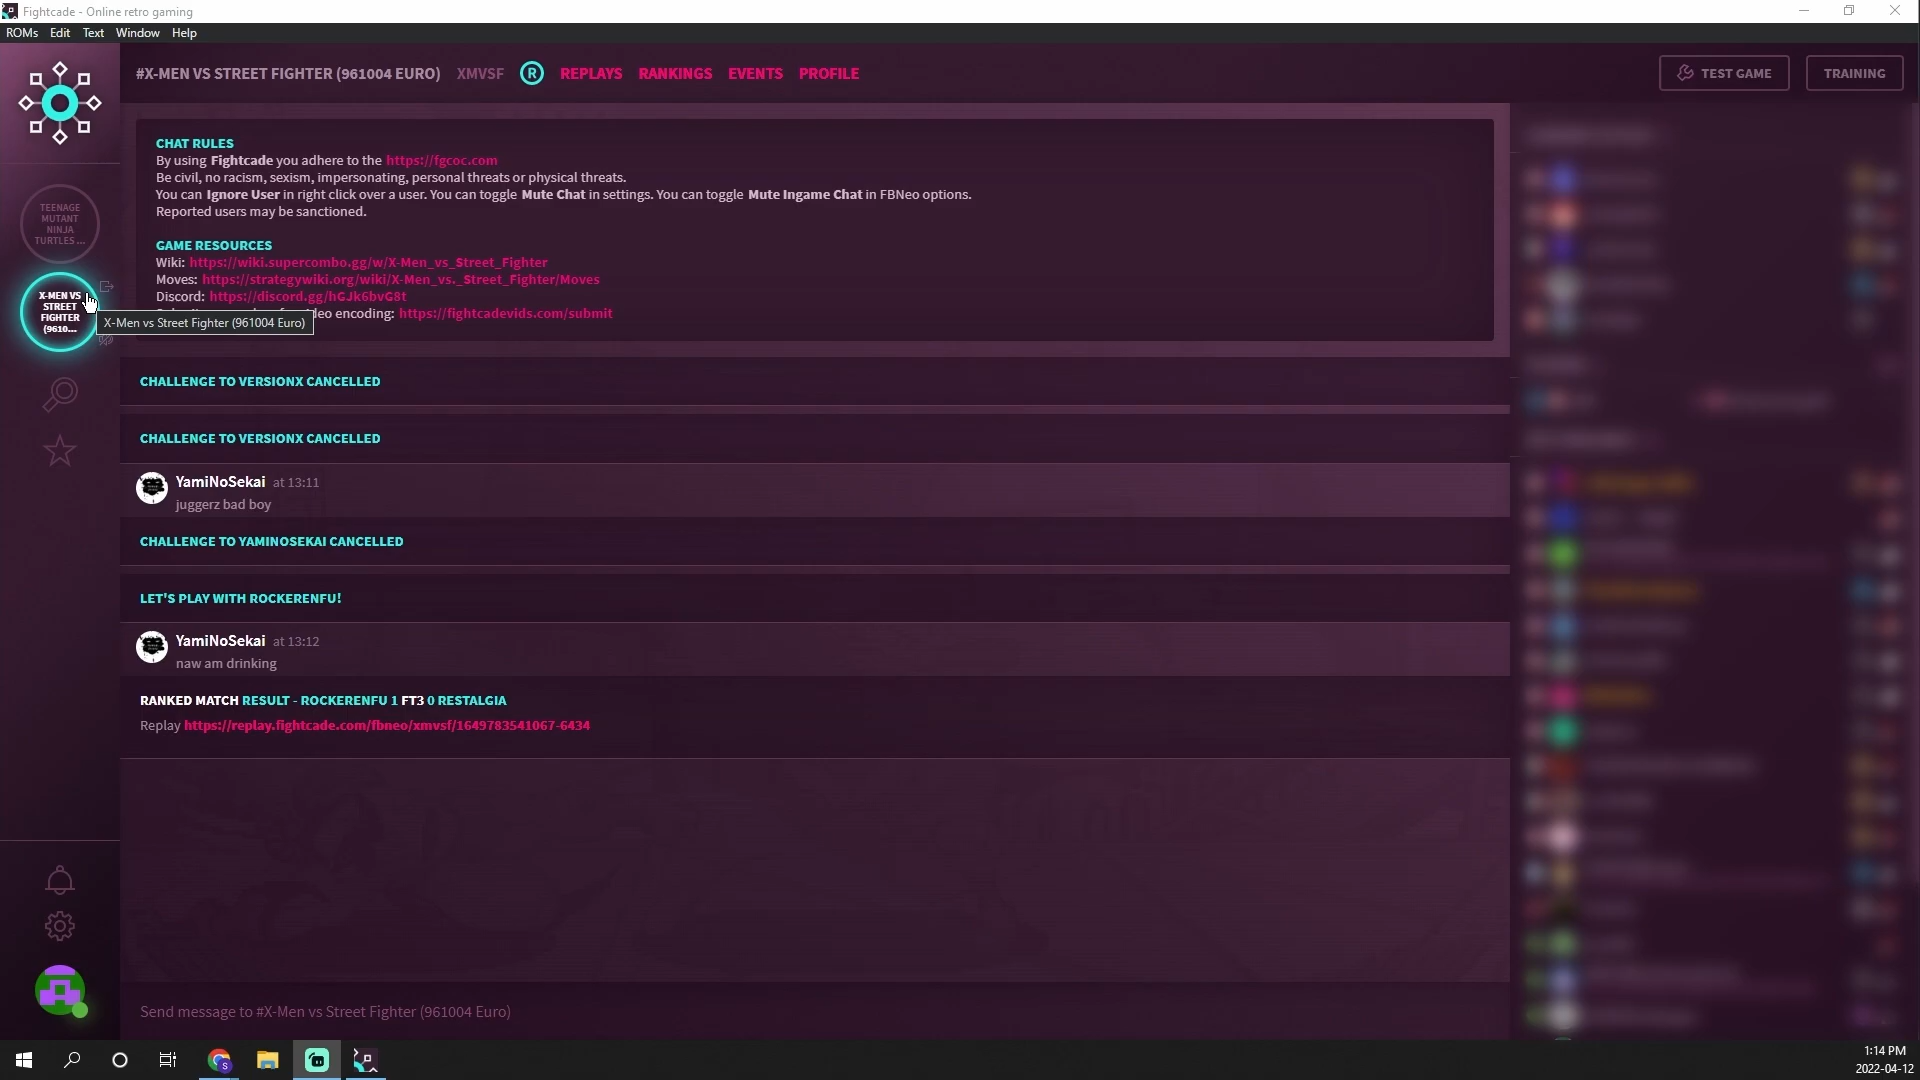 Fightcade - Online retro gaming
ROMs Edit Text Window Help
#X-MEN VS STREET FIGHTER (961004 EURO) XMVSF R REPLAYS RANKINGS EVENTS PROFILE TEST GAME TRAINING
CHAT RULES
By using Fightcade you adhere to the https://fgcoc.com
Be civil, no racism, sexism, impersonating, personal threats or physical threats.
You can Ignore User in right click over a user. You can toggle Mute Chat in settings. You can toggle Mute Ingame Chat in FBNeo options.
Reported users may be sanctioned.
GAME RESOURCES
Wiki: https://wiki.supercombo.gg/w/X-Men_vs_Street_Fighter
Moves: https://strategywiki.org/wiki/X-Men_vs._Street_Fighter/Moves
Discord: https://discord.gg/hGJk6bvG8t
encoding: https://fightcadevids.com/submit
TEENAGE
MUTANT
NINJA
TURTLES ...
X-MEN VS
STREET
FIGHTER
(9610...
X-Men vs Street Fighter (961004 Euro)
CHALLENGE TO VERSIONX CANCELLED
CHALLENGE TO VERSIONX CANCELLED
YamiNoSekai at 13:11
juggerz bad boy
CHALLENGE TO YAMINOSEKAI CANCELLED
LET'S PLAY WITH ROCKERENFU!
YamiNoSekai at 13:12
naw am drinking
RANKED MATCH RESULT - ROCKERENFU 1 FT3 0 RESTALGIA
Replay https://replay.fightcade.com/fbneo/xmvsf/1649783541067-6434
Send message to #X-Men vs Street Fighter (961004 Euro)
1:14 PM
2022-04-12